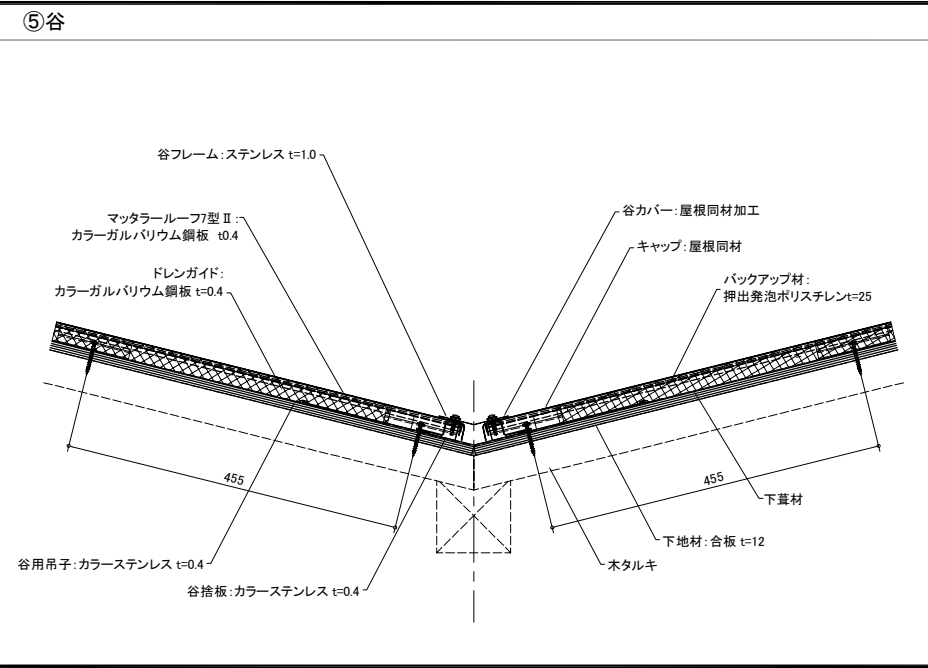 ⑤谷
谷フレーム:ステンレス t=1.0
マッタラールーフ7型Ⅱ:
カラーガルバリウム鋼板 t0.4
ドレンガイド:
カラーガルバリウム鋼板 t=0.4
谷カバー:屋根同材加工
キャップ:屋根同材
バックアップ材:
押出発泡ポリスチレンt=25
455
455
下葺材
下地材:合板 t=12
木タルキ
谷用吊子:カラーステンレス t=0.4
谷捨板:カラーステンレス t=0.4